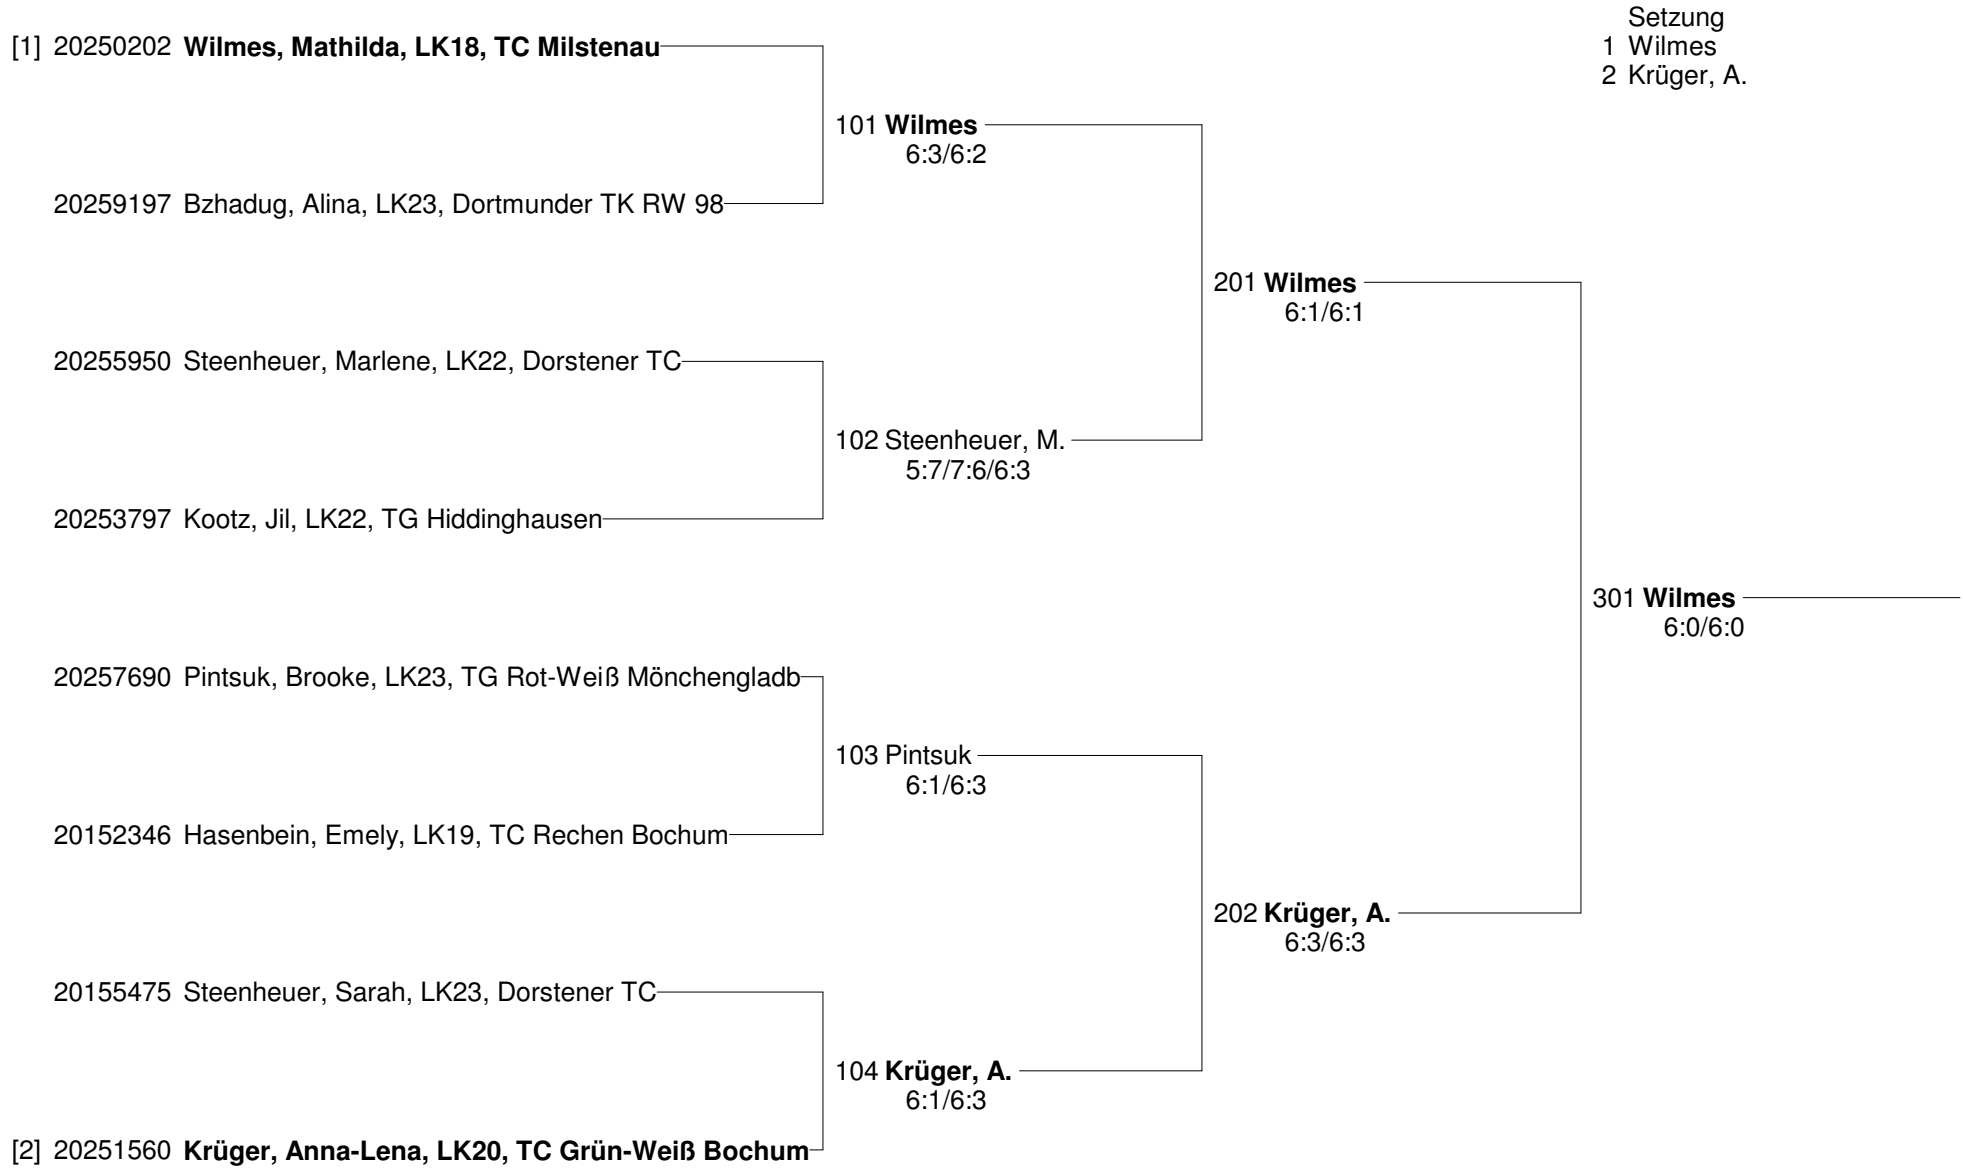 Setzung
1 Wilmes
2 Krüger, A.
[1] 20250202 Wilmes, Mathilda, LK18, TC Milstenau
101 Wilmes
6:3/6:2
20259197 Bzhadug, Alina, LK23, Dortmunder TK RW 98
201 Wilmes
6:1/6:1
20255950 Steenheuer, Marlene, LK22, Dorstener TC
102 Steenheuer, M.
5:7/7:6/6:3
20253797 Kootz, Jil, LK22, TG Hiddinghausen
301 Wilmes
6:0/6:0
20257690 Pintsuk, Brooke, LK23, TG Rot-Weiß Mönchengladb
103 Pintsuk
6:1/6:3
20152346 Hasenbein, Emely, LK19, TC Rechen Bochum
202 Krüger, A.
6:3/6:3
20155475 Steenheuer, Sarah, LK23, Dorstener TC
104 Krüger, A.
6:1/6:3
[2] 20251560 Krüger, Anna-Lena, LK20, TC Grün-Weiß Bochum